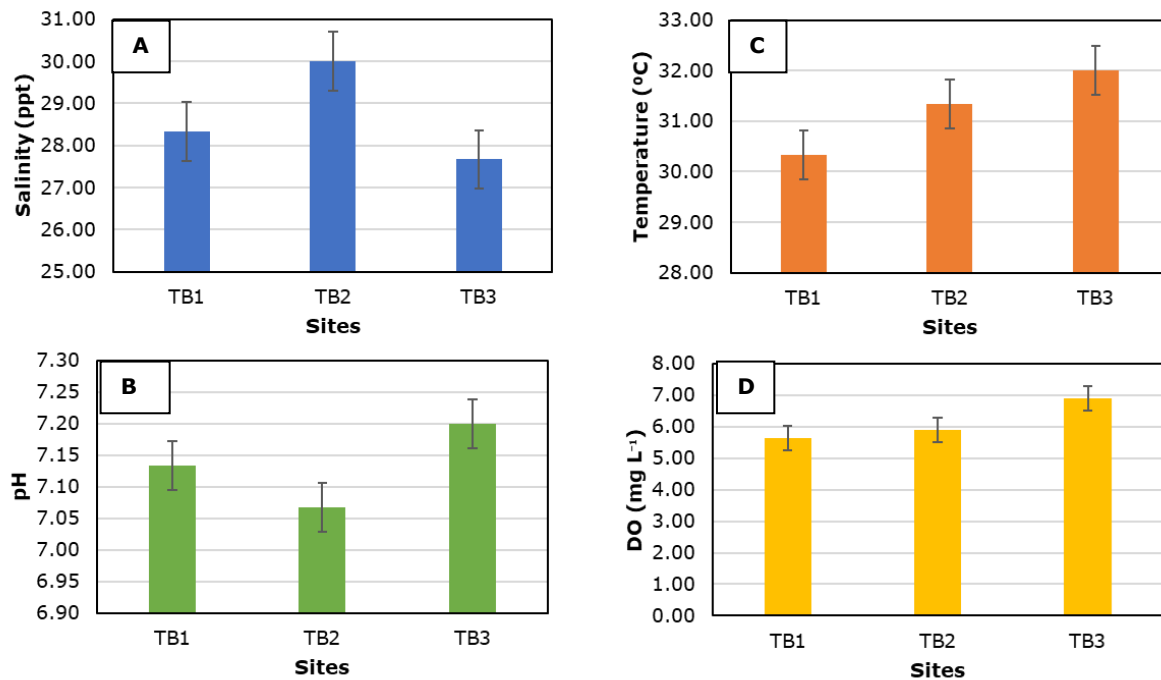 A
Salinity (ppt)
31.00
30.00
29.00
28.00
27.00
26.00
25.00
TB1 TB2 TB3
Sites
C
Temperature (ºC)
33.00
32.00
31.00
30.00
29.00
28.00
TB1 TB2 TB3
Sites
B
pH
7.30
7.25
7.20
7.15
7.10
7.05
7.00
6.95
6.90
TB1 TB2 TB3
Sites
D
DO (mg L⁻¹)
8.00
7.00
6.00
5.00
4.00
3.00
2.00
1.00
0.00
TB1 TB2 TB3
Sites